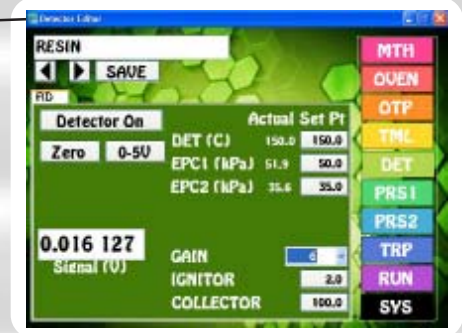 Detector Editor
RESIN
MTH
SAVE
OVEN
FID
OTP
Detector On
Actual Set Pt
TML
DET (C) 150.0 150.0
Zero 0-5V
DET
EPC1 (kPa) 51.9 50.0
EPC2 (kPa) 35.6 35.0
PRS1
PRS2
0.016 127
Signal (V)
GAIN 6
TRP
IGNITOR 2.0
RUN
COLLECTOR 100.0
SYS